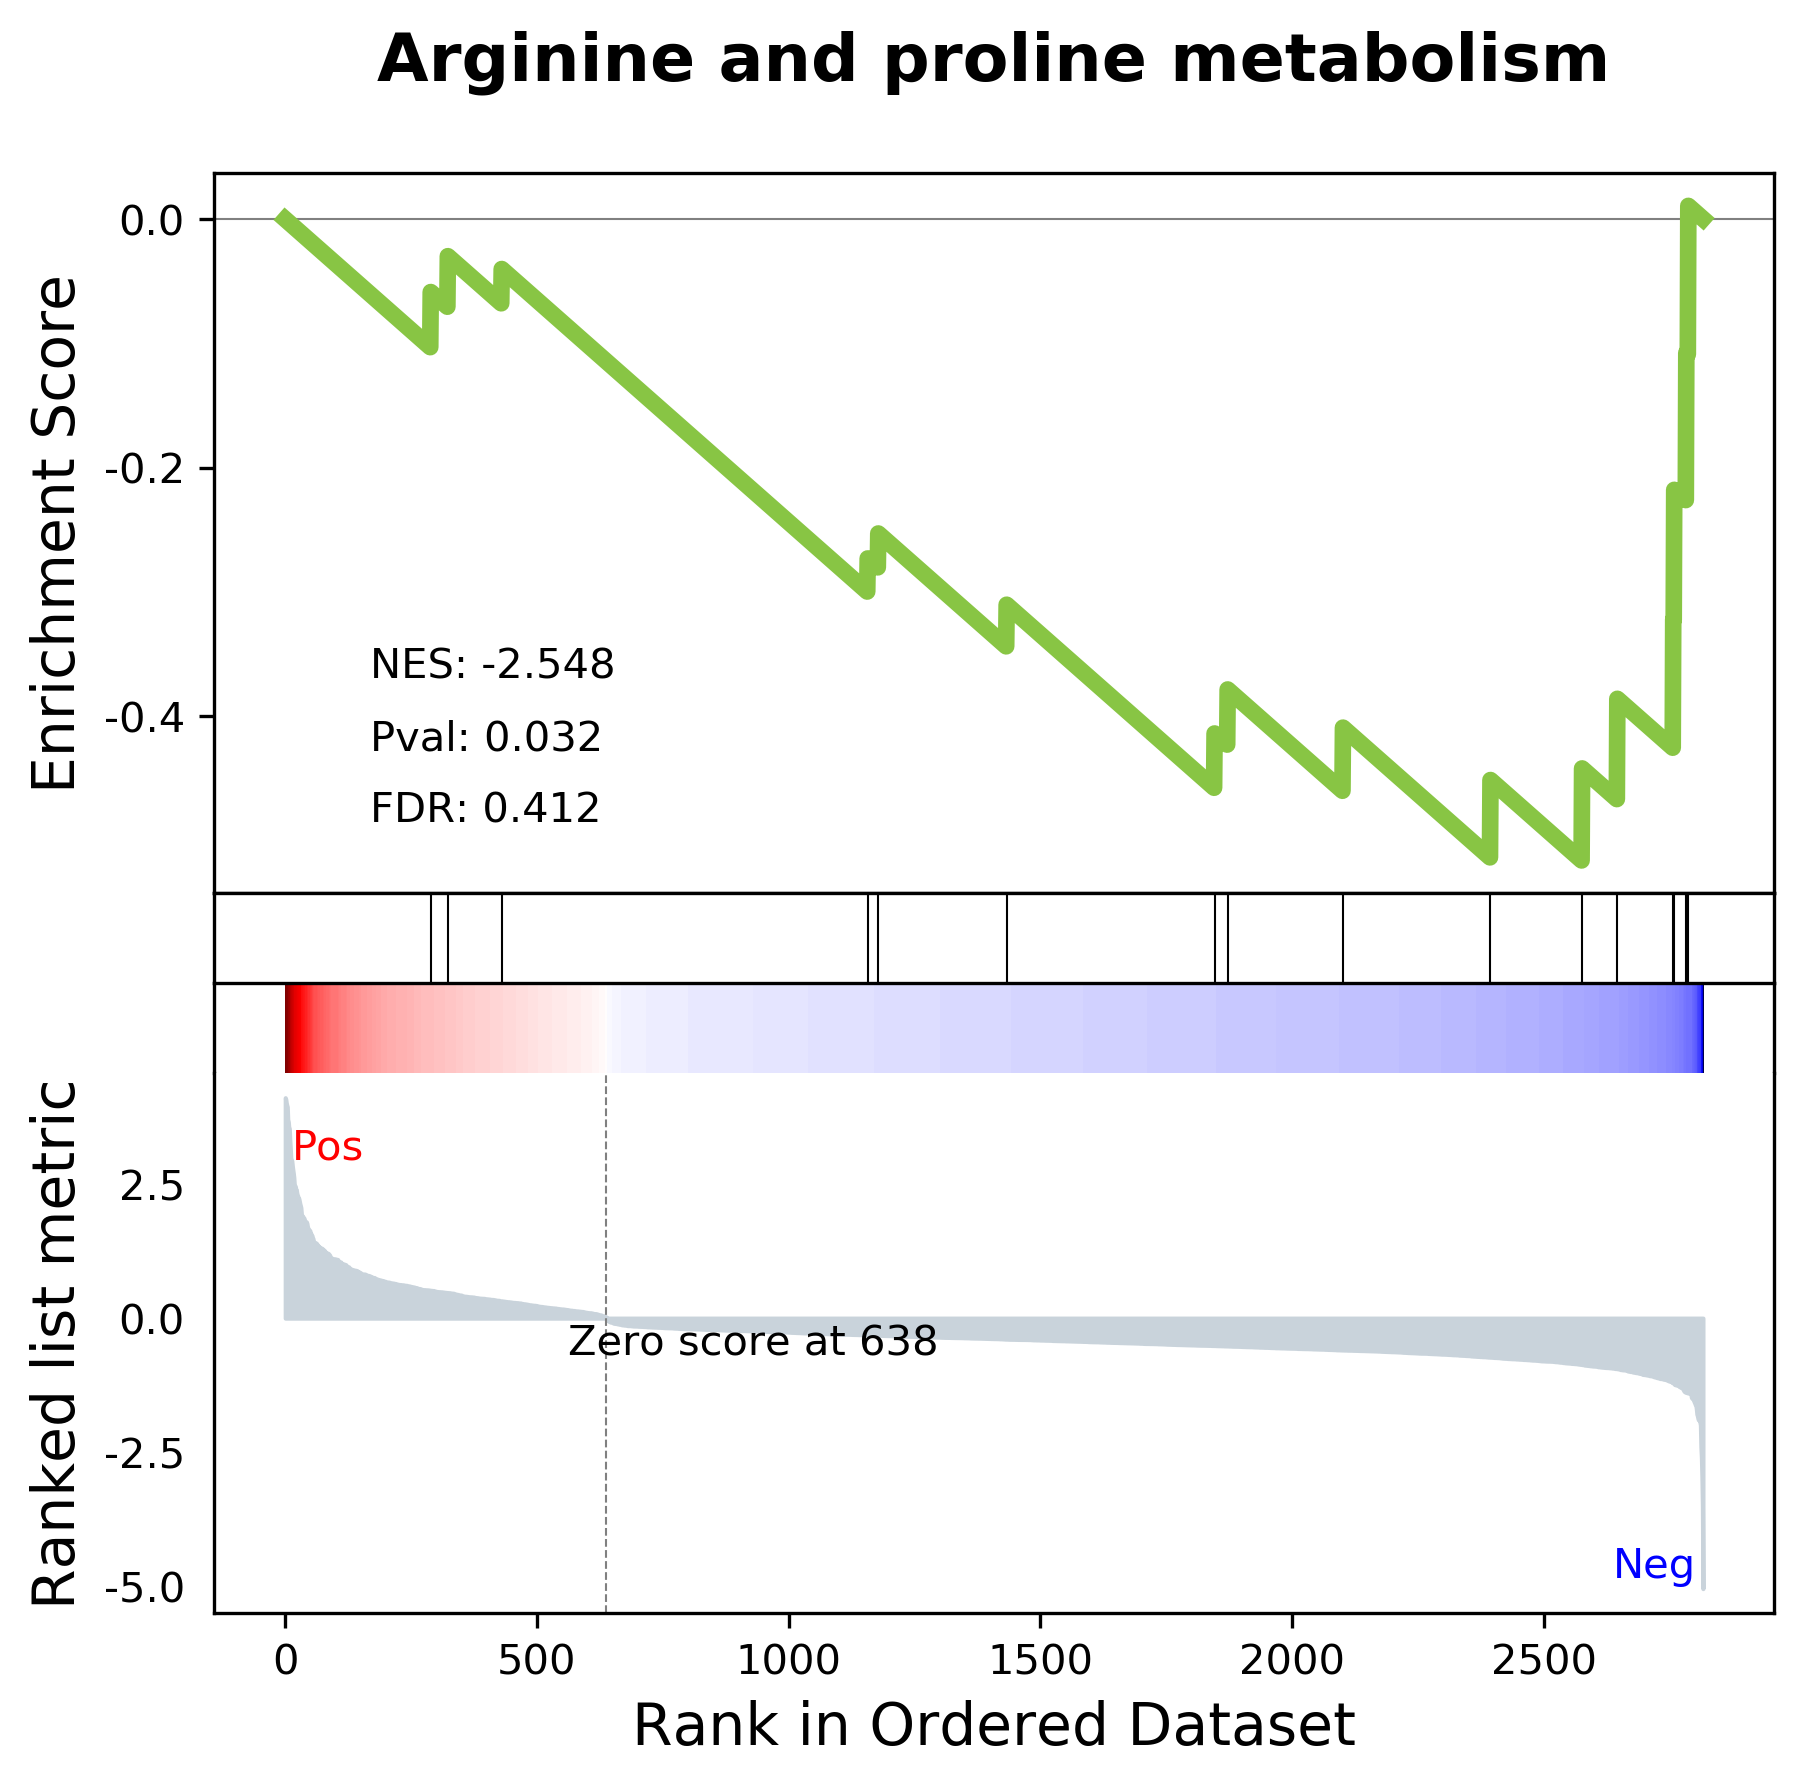 Arginine and proline metabolism
Enrichment Score
0.0
-0.2
-0.4
NES: -2.548
Pval: 0.032
FDR: 0.412
Ranked list metric
2.5
0.0
-2.5
-5.0
Pos
Zero score at 638
Neg
0 500 1000 1500 2000 2500
Rank in Ordered Dataset